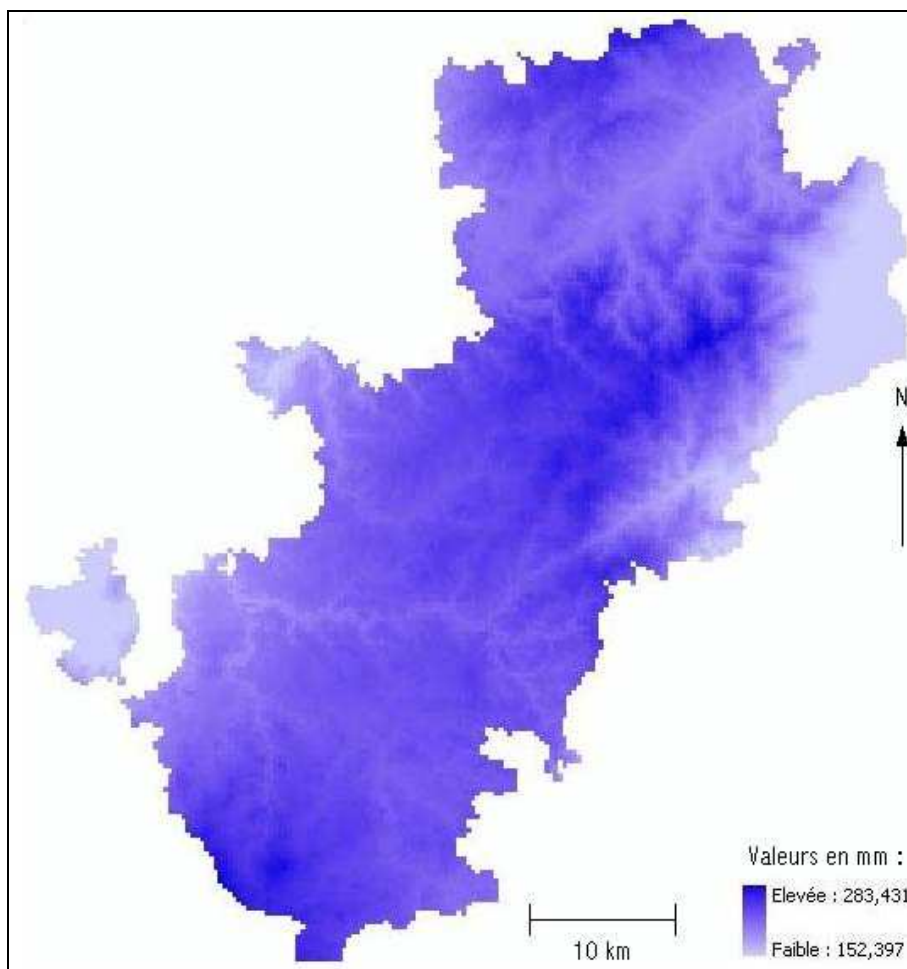 N
Valeurs en mm :
Elevée : 283,431
Faible : 152,397
10 km